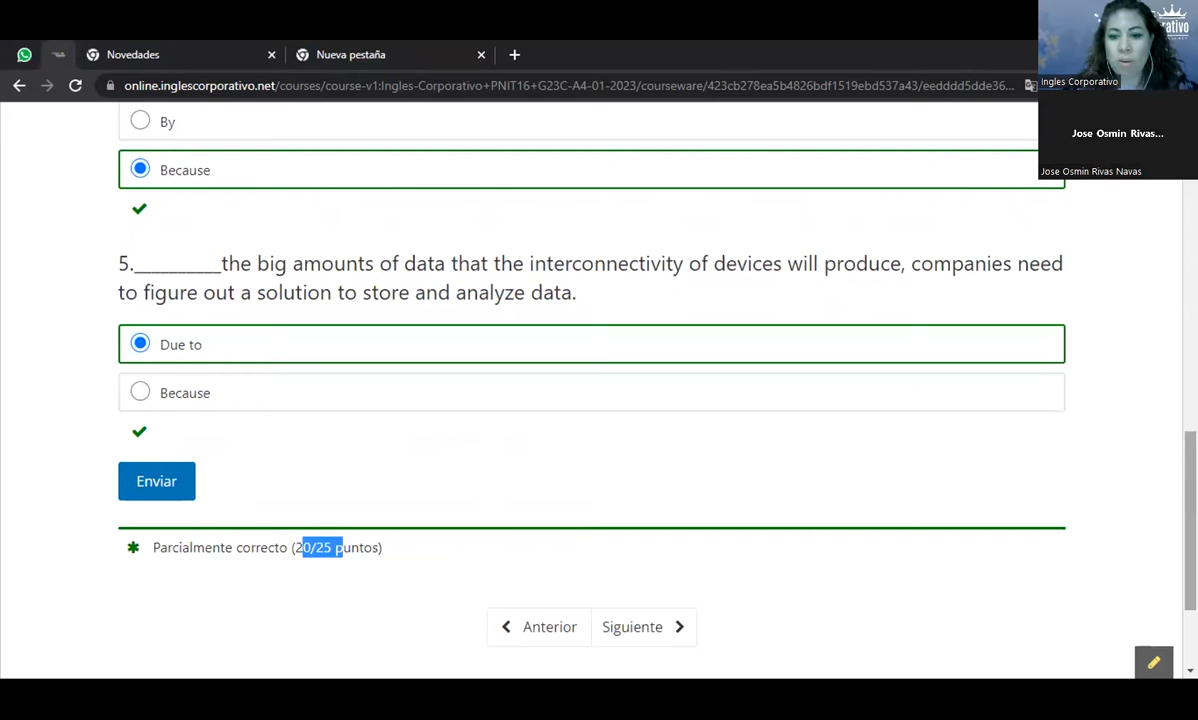 Novedades
Nueva pestaña
online.inglescorporativo.net/courses/course-v1:Ingles-Corporativo+PNIT16+G23C-A4-01-2023/courseware/423cb278ea5b4826bdf1519ebd537a43/eedddd5dde36...
Ingles Corporativo
Jose Osmin Rivas...
Jose Osmin Rivas Navas
By
Because
5.__________the big amounts of data that the interconnectivity of devices will produce, companies need
to figure out a solution to store and analyze data.
Due to
Because
Enviar
Parcialmente correcto (20/25 puntos)
Anterior
Siguiente